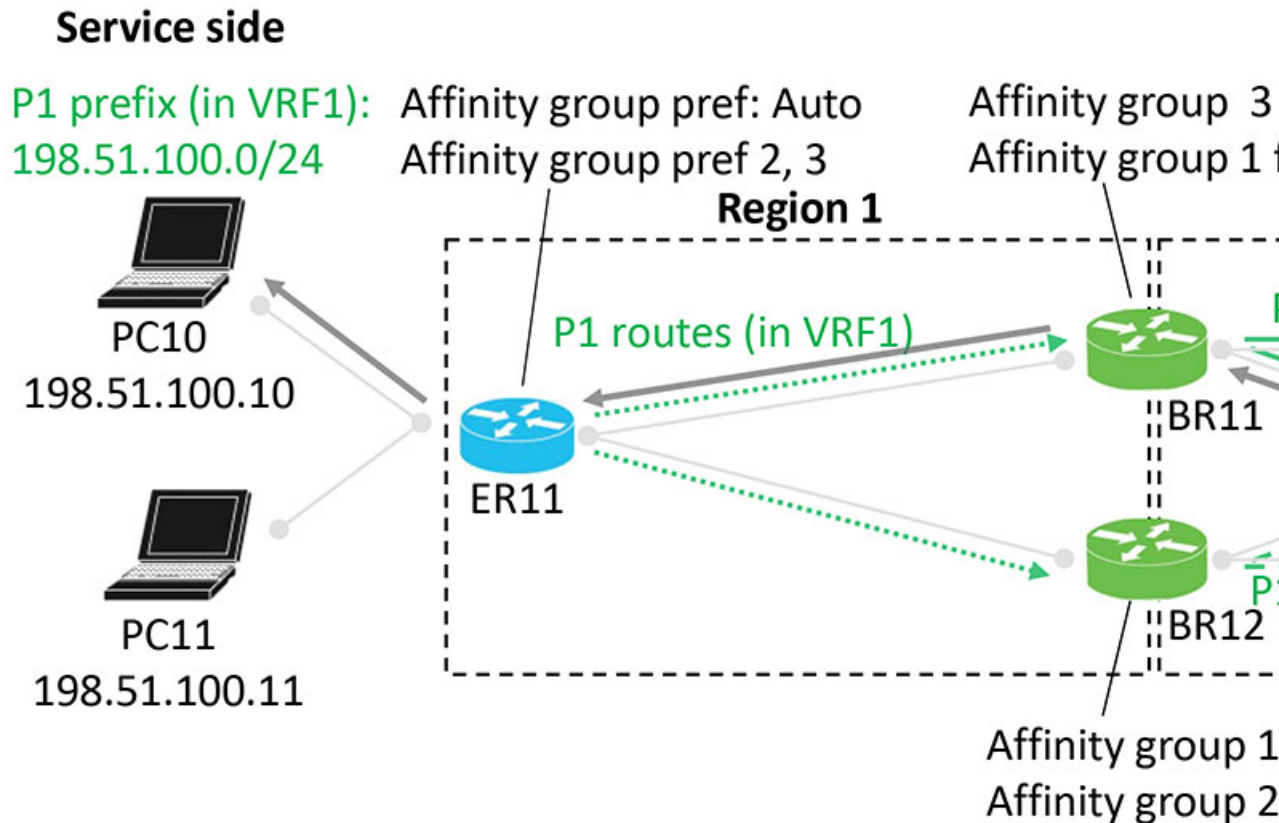 Service side
P1 prefix (in VRF1):
198.51.100.0/24
Affinity group pref: Auto
Affinity group pref 2, 3
Affinity group 3
Affinity group 1
Region 1
PC10
198.51.100.10
P1 routes (in VRF1)
BR11
ER11
PC11
198.51.100.11
BR12
Affinity group 1
Affinity group 2